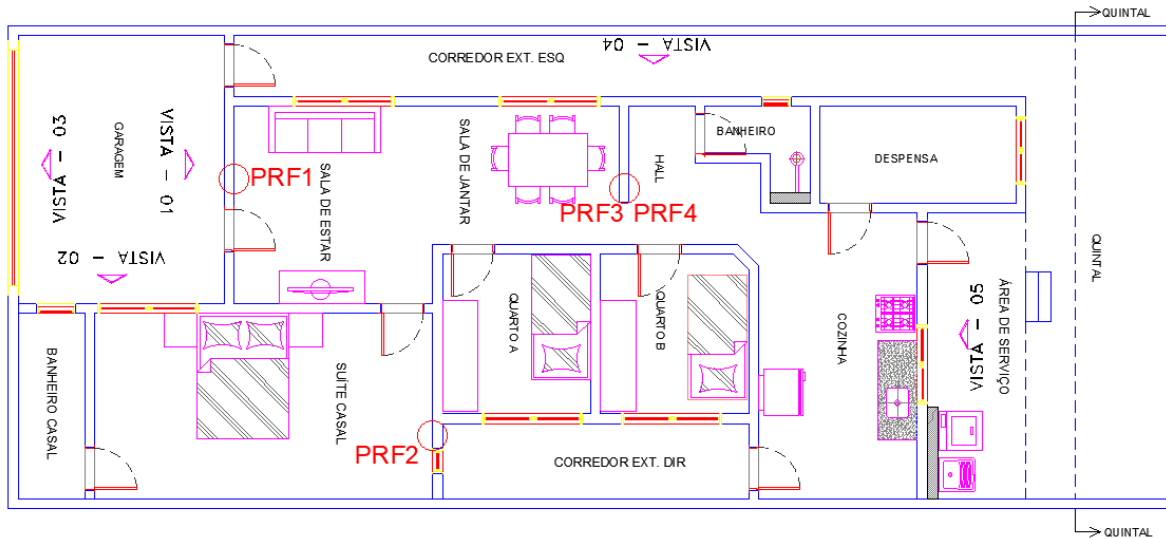 QUINTAL
VISTA - 04
CORREDOR EXT. ESQ
VISTA - 03
GARAGEM
VISTA - 01
BANHEIRO
SALA DE JANTAR
HALL
DESPENSA
PRF1
SALA DE ESTAR
PRF3 PRF4
VISTA - 02
QUINTAL
QUARTO A
QUARTO B
COZINHA
VISTA - 05
ÁREA DE SERVIÇO
BANHEIRO CASAL
SUÍTE CASAL
PRF2
CORREDOR EXT. DIR
QUINTAL